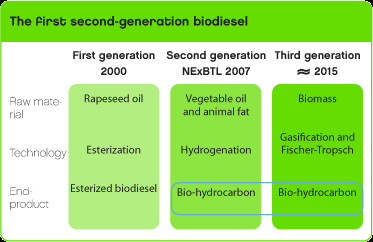 The first second-generation biodiesel
First generation
2000
Second generation
NExBTL 2007
Third generation
≈ 2015
Raw mate-
rial
Rapeseed oil
Vegetable oil
and animal fat
Biomass
Technology
Esterization
Hydrogenation
Gasification and
Fischer-Tropsch
End-
product
Esterized biodiesel
Bio-hydrocarbon
Bio-hydrocarbon